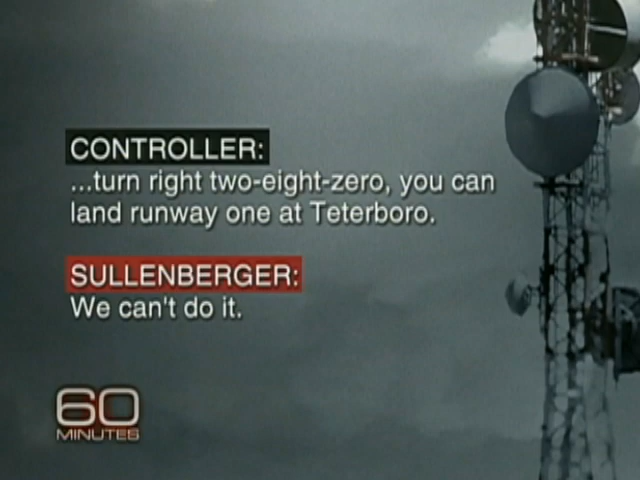 CONTROLLER:
...turn right two-eight-zero, you can
land runway one at Teterboro.
SULLENBERGER:
We can't do it.
60
MINUTES